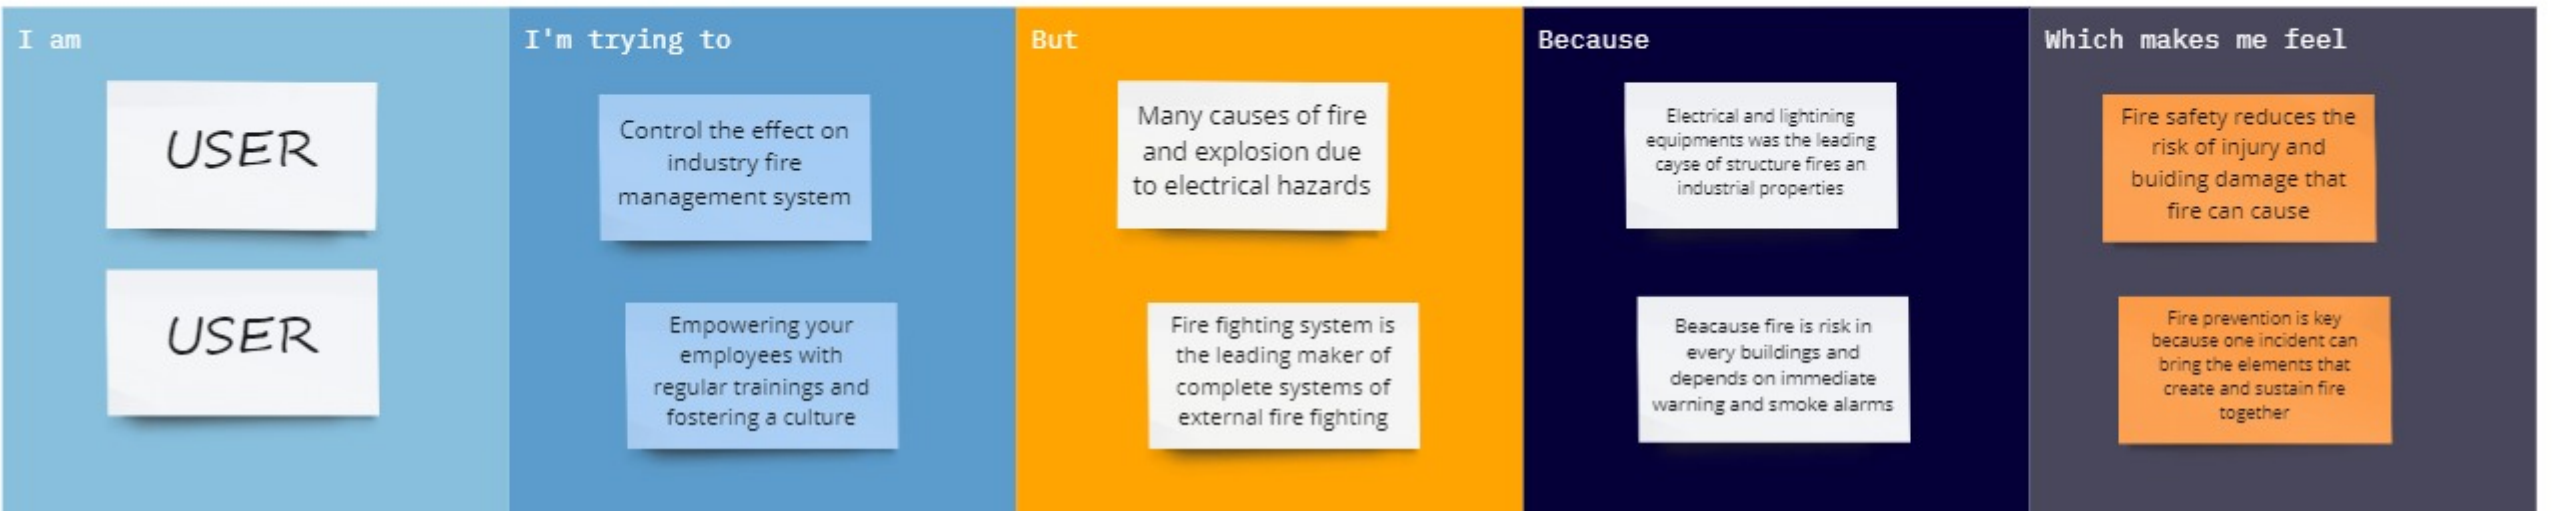 I am
USER
USER
I'm trying to
Control the effect on
industry fire
management system
Empowering your
employees with
regular trainings and
fostering a culture
But
Many causes of fire
and explosion due
to electrical hazards
Fire fighting system is
the leading maker of
complete systems of
external fire fighting
Because
Electrical and lightining
equipments was the leading
cayse of structure fires an
industrial properties
Beacause fire is risk in
every buildings and
depends on immediate
warning and smoke alarms
Which makes me feel
Fire safety reduces the
risk of injury and
buiding damage that
fire can cause
Fire prevention is key
because one incident can
bring the elements that
create and sustain fire
together